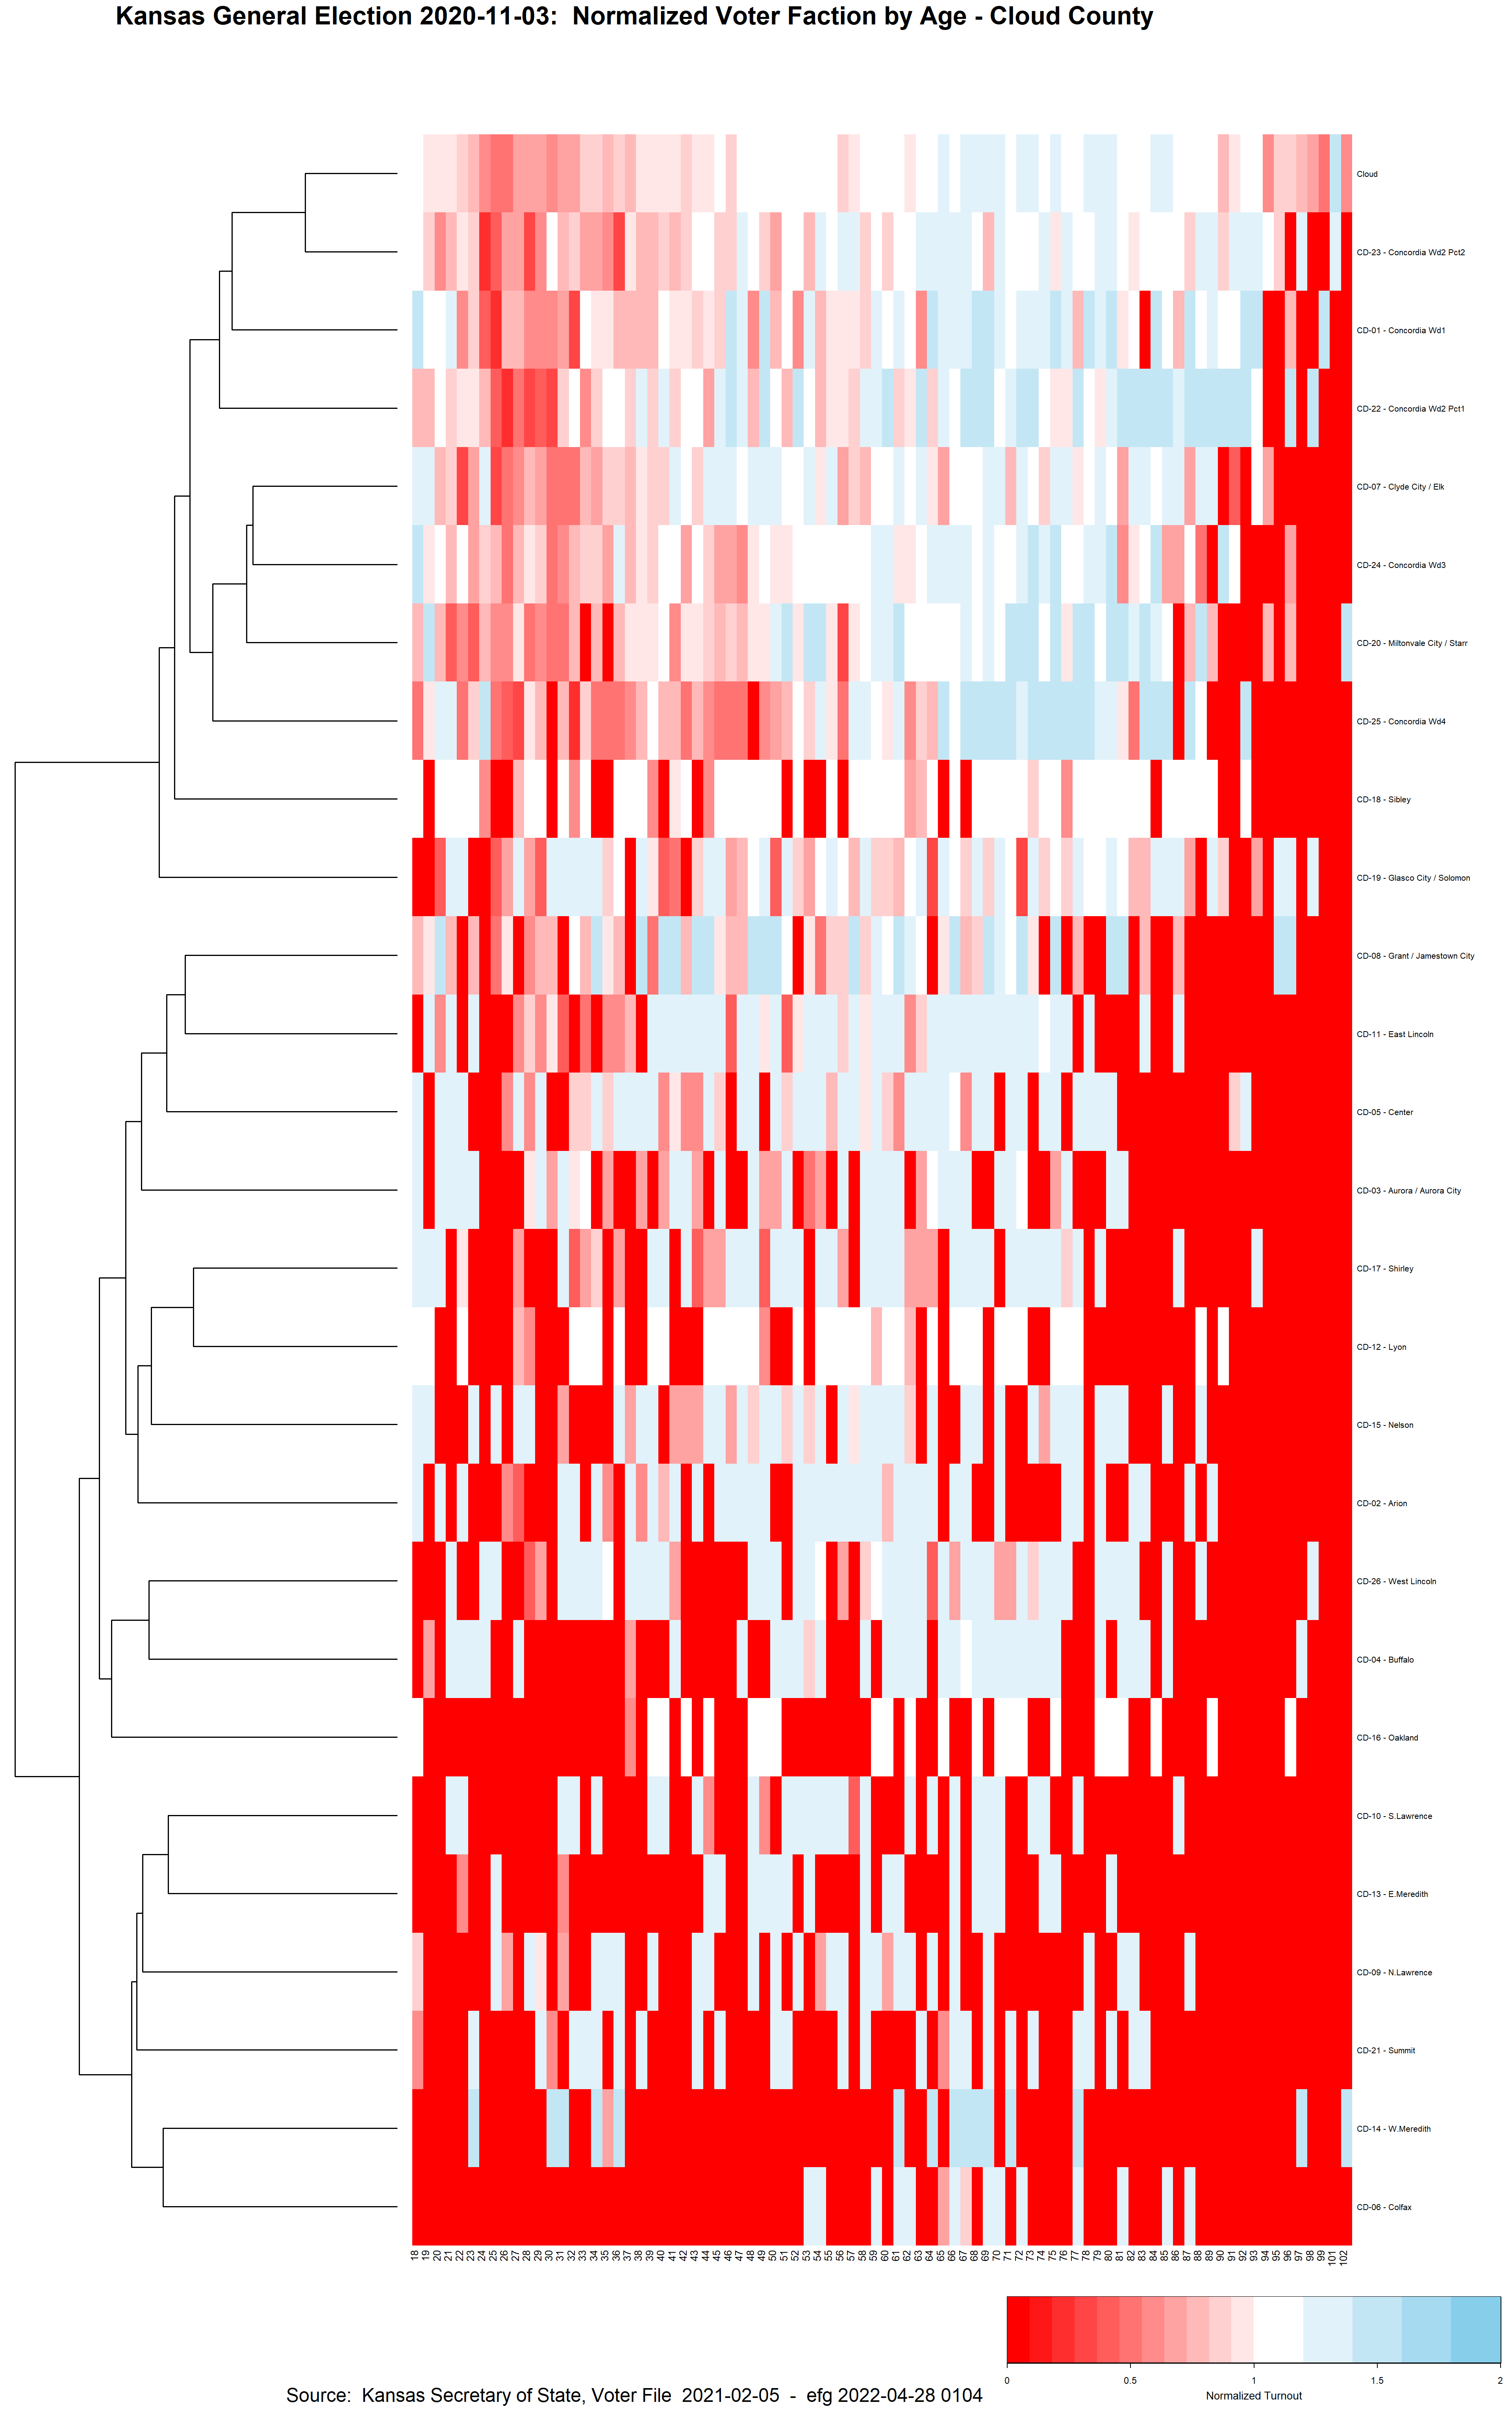 Kansas General Election 2020-11-03:  Normalized Voter Faction by Age - Cloud County
Cloud
CD-23 - Concordia Wd2 Pct2
CD-01 - Concordia Wd1
CD-22 - Concordia Wd2 Pct1
CD-07 - Clyde City / Elk
CD-24 - Concordia Wd3
CD-20 - Miltonvale City / Starr
CD-25 - Concordia Wd4
CD-18 - Sibley
CD-19 - Glasco City / Solomon
CD-08 - Grant / Jamestown City
CD-11 - East Lincoln
CD-05 - Center
CD-03 - Aurora / Aurora City
CD-17 - Shirley
CD-12 - Lyon
CD-15 - Nelson
CD-02 - Arion
CD-26 - West Lincoln
CD-04 - Buffalo
CD-16 - Oakland
CD-10 - S.Lawrence
CD-13 - E.Meredith
CD-09 - N.Lawrence
CD-21 - Summit
CD-14 - W.Meredith
CD-06 - Colfax
18 19 20 21 22 23 24 25 26 27 28 29 30 31 32 33 34 35 36 37 38 39 40 41 42 43 44 45 46 47 48 49 50 51 52 53 54 55 56 57 58 59 60 61 62 63 64 65 66 67 68 69 70 71 72 73 74 75 76 77 78 79 80 81 82 83 84 85 86 87 88 89 90 91 92 93 94 95 96 97 98 99 101 102
0 0.5 1 1.5 2
Normalized Turnout
Source:  Kansas Secretary of State, Voter File  2021-02-05  -  efg 2022-04-28 0104